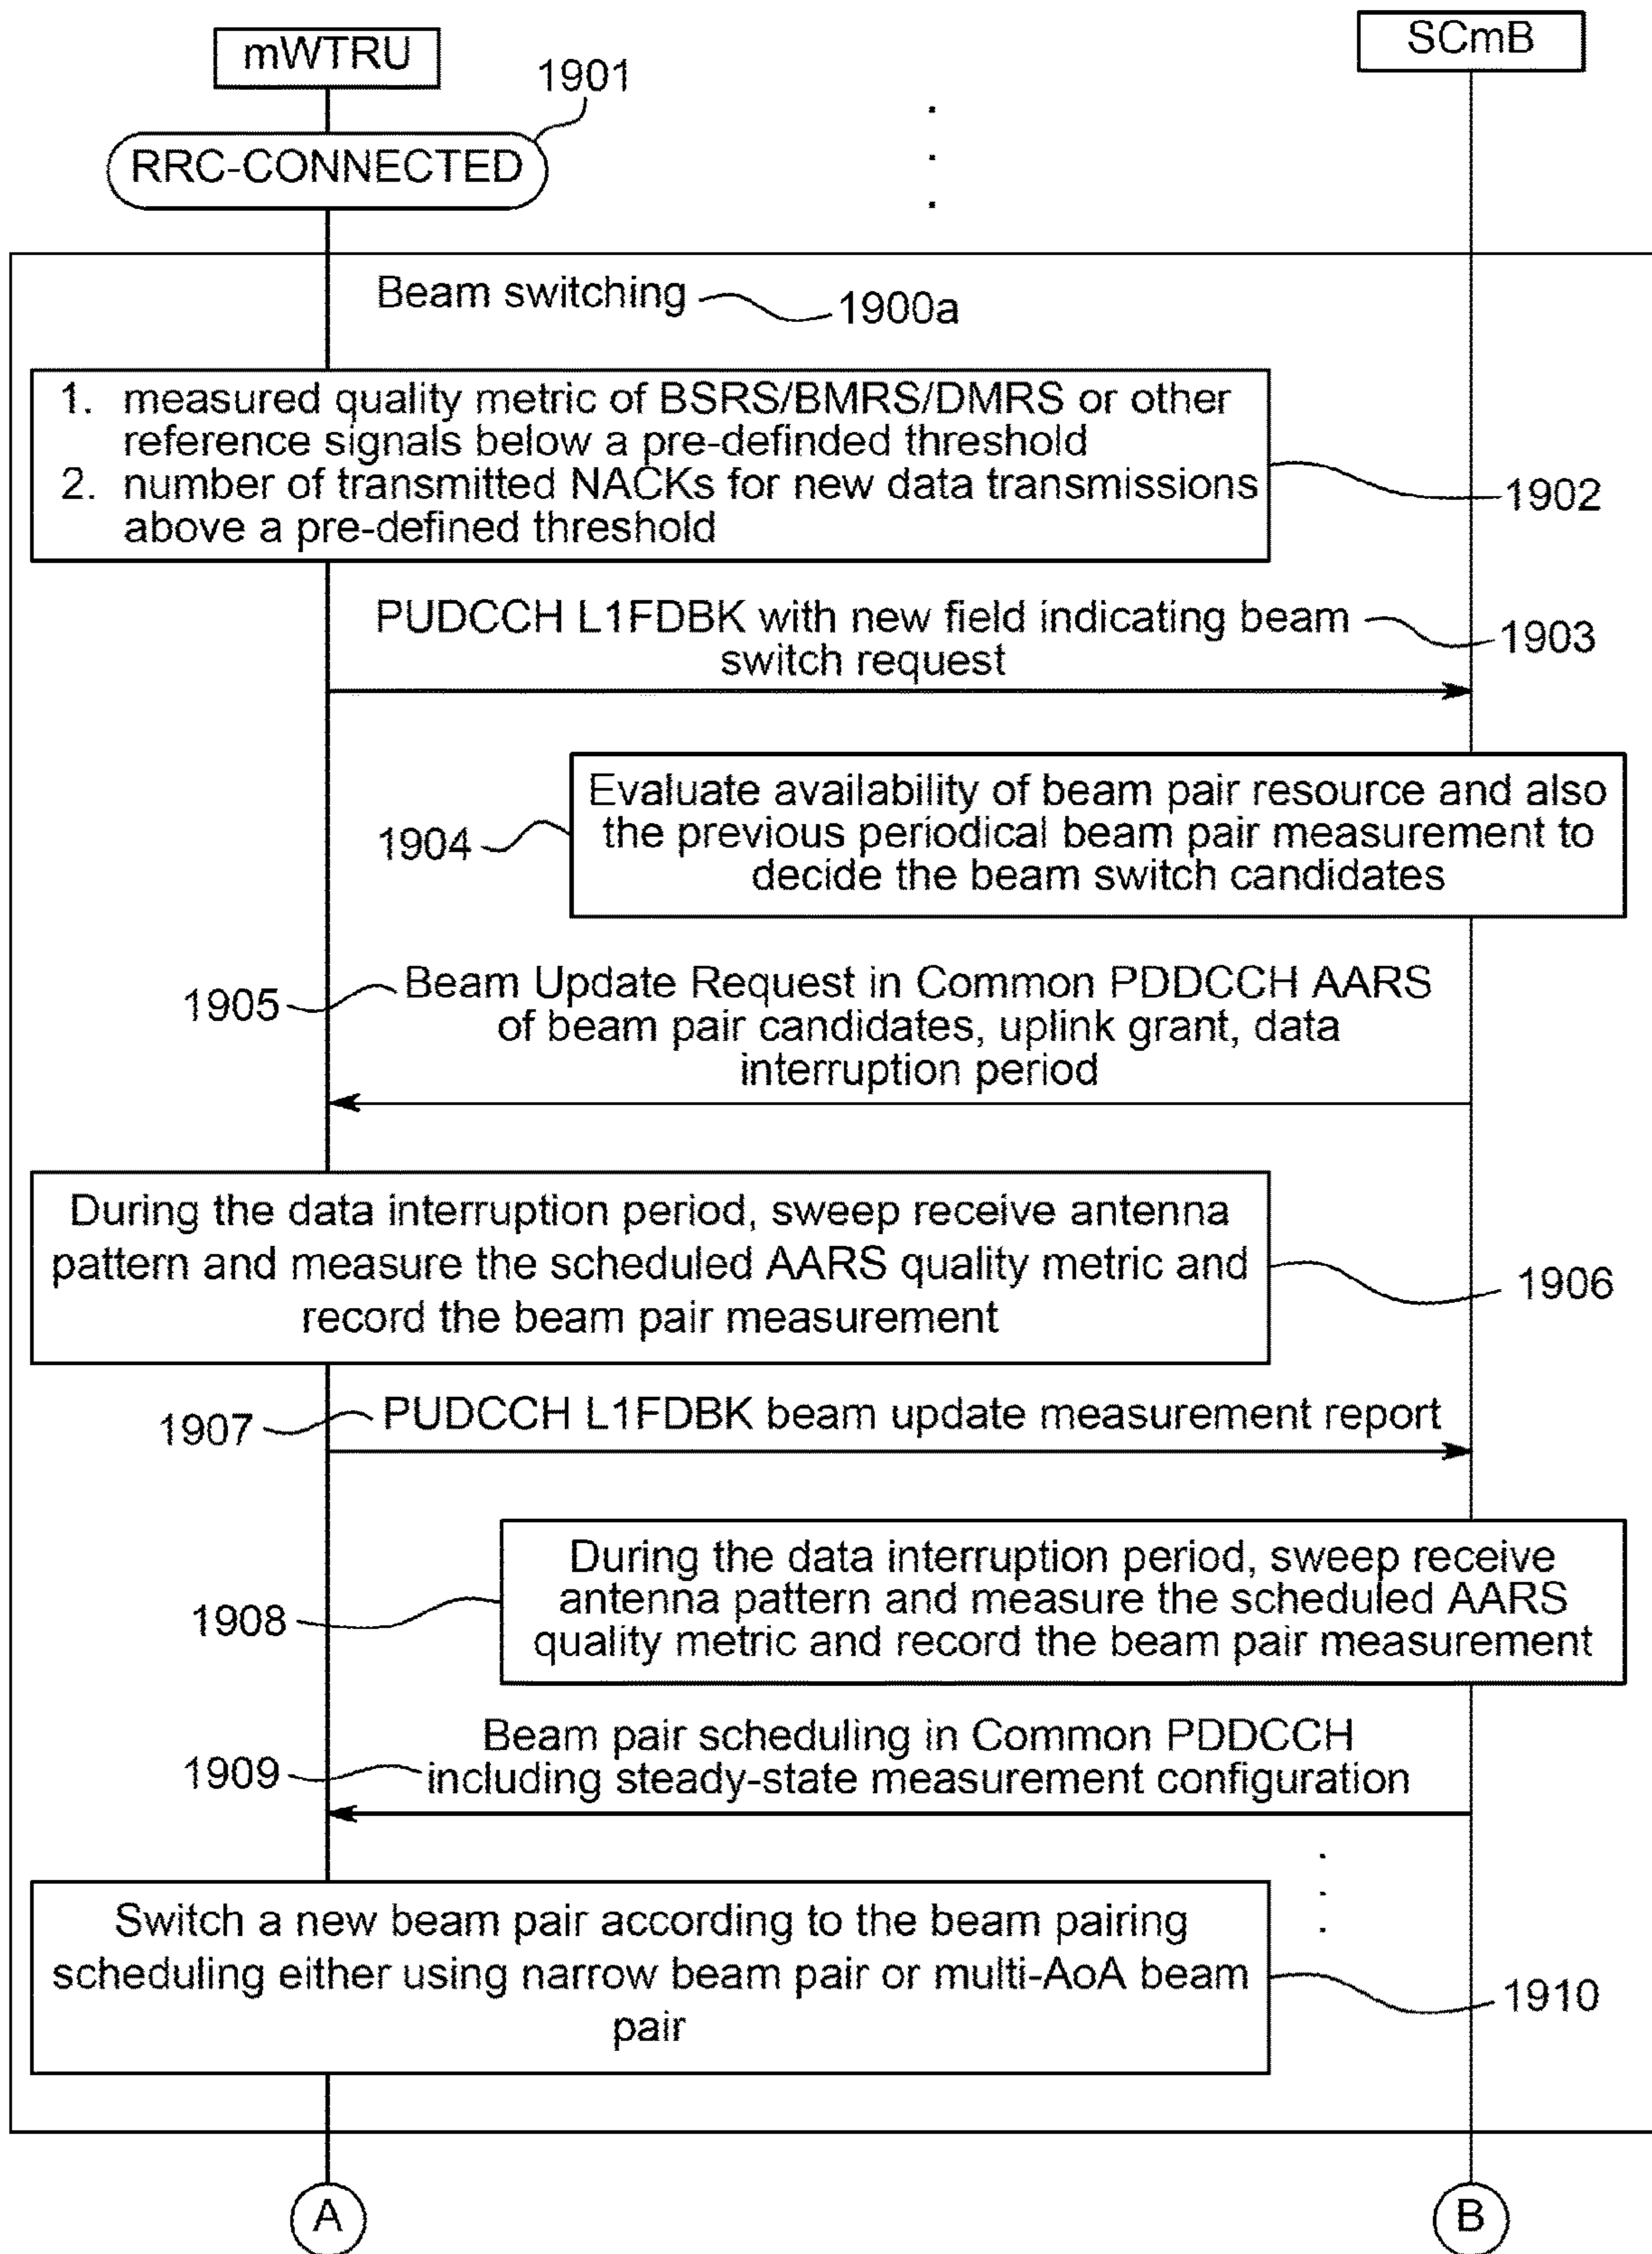 mWTRU
SCmB
1901
RRC-CONNECTED
Beam switching
1900a
1. measured quality metric of BSRS/BMRS/DMRS or other
reference signals below a pre-definded threshold
2. number of transmitted NACKs for new data transmissions
above a pre-defined threshold
1902
PUDCCH L1FDBK with new field indicating beam
switch request
1903
Evaluate availability of beam pair resource and also
the previous periodical beam pair measurement to
decide the beam switch candidates
1904
Beam Update Request in Common PDDCCH AARS
of beam pair candidates, uplink grant, data
interruption period
1905
During the data interruption period, sweep receive antenna
pattern and measure the scheduled AARS quality metric and
record the beam pair measurement
1906
1907
PUDCCH L1FDBK beam update measurement report
During the data interruption period, sweep receive
antenna pattern and measure the scheduled AARS
quality metric and record the beam pair measurement
1908
Beam pair scheduling in Common PDDCCH
including steady-state measurement configuration
1909
Switch a new beam pair according to the beam pairing
scheduling either using narrow beam pair or multi-AoA beam
pair
1910
A
B